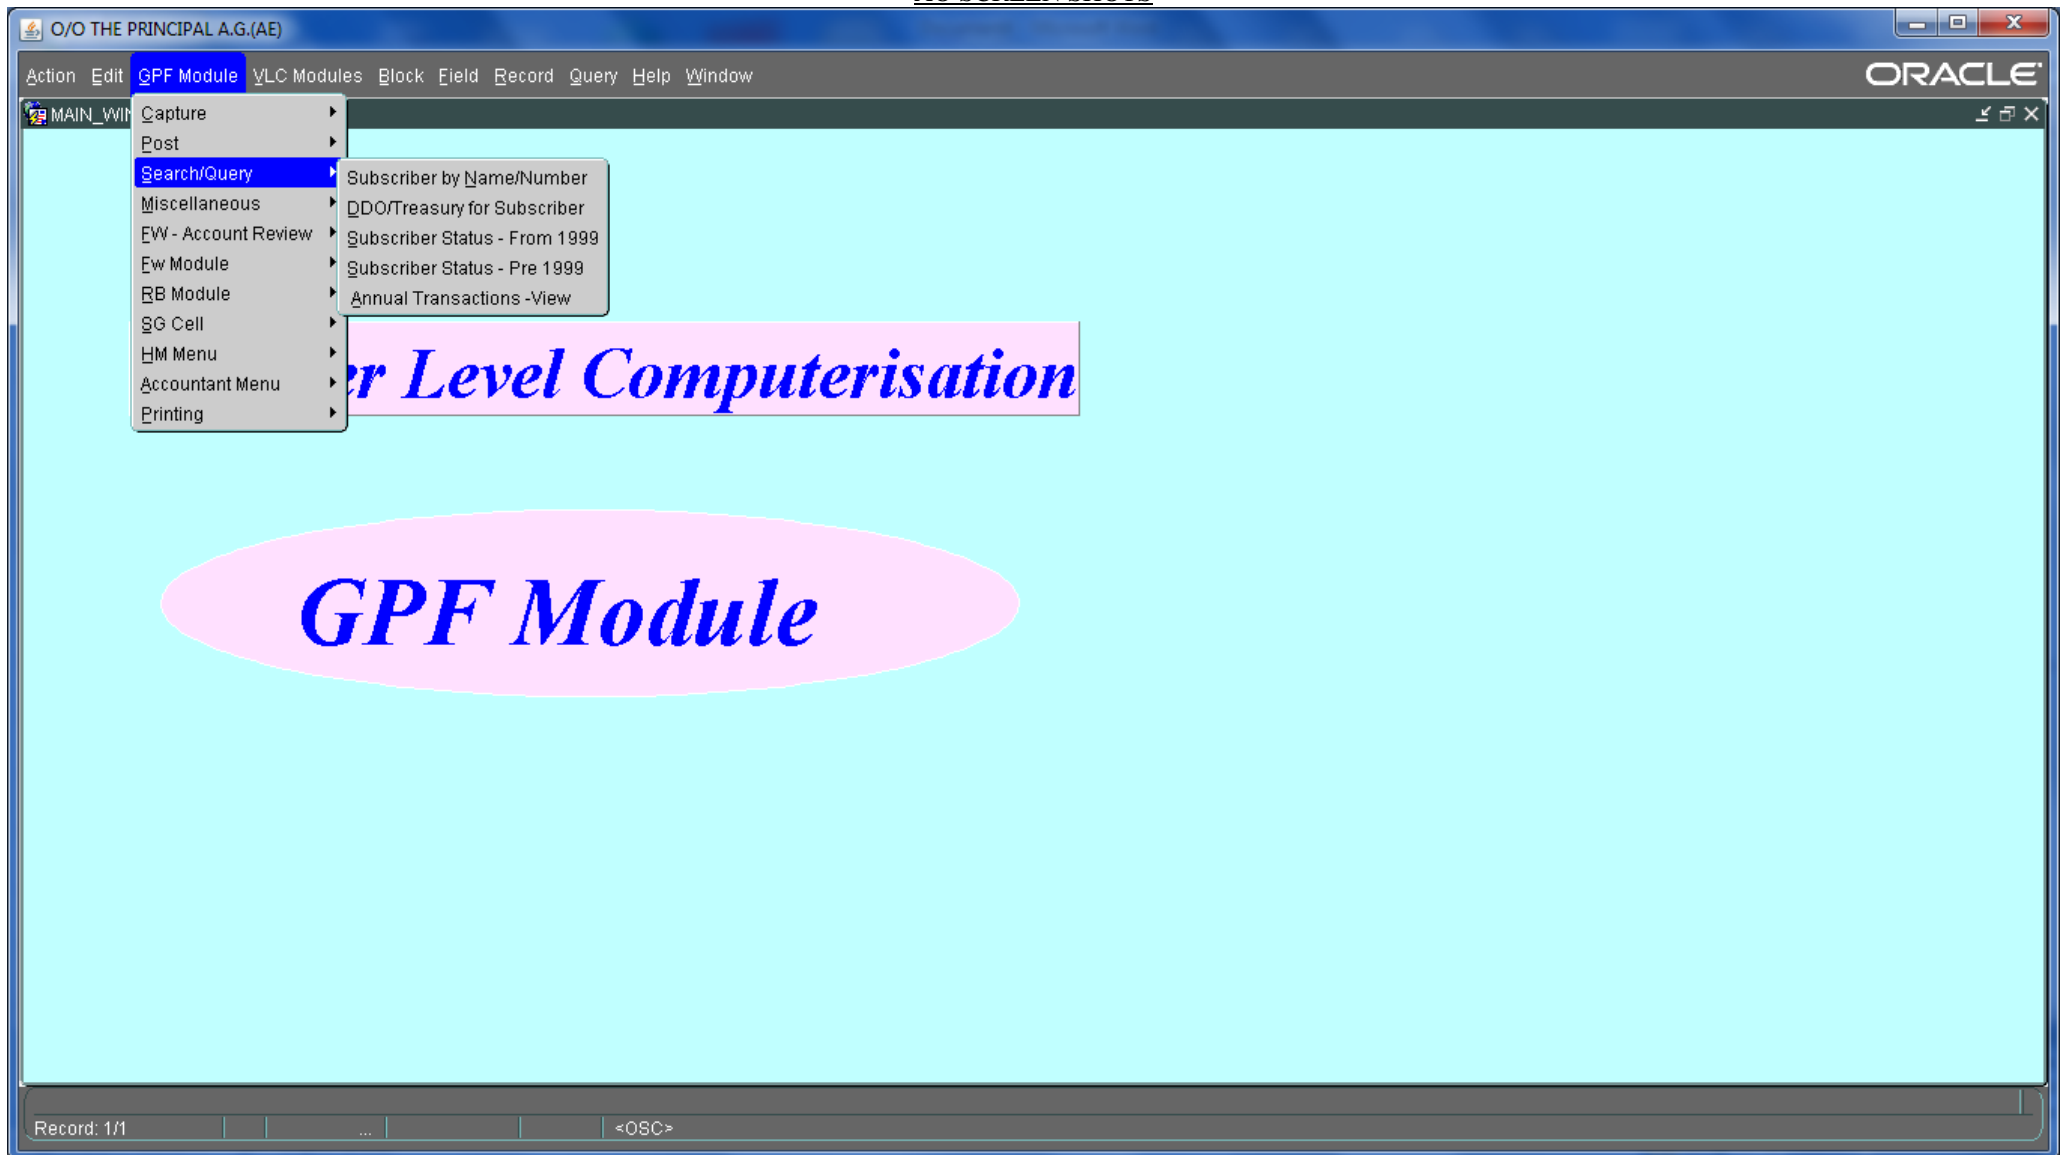 O/O THE PRINCIPAL A.G.(AE)
Action Edit GPF Module VLC Modules Block Field Record Query Help Window
ORACLE
MAIN_WIN
Capture
Post
Search/Query
Miscellaneous
FW - Account Review
Fw Module
RB Module
SG Cell
HM Menu
Accountant Menu
Printing
Subscriber by Name/Number
DDO/Treasury for Subscriber
Subscriber Status - From 1999
Subscriber Status - Pre 1999
Annual Transactions -View
er Level Computerisation
GPF Module
Record: 1/1 ... <OSC>